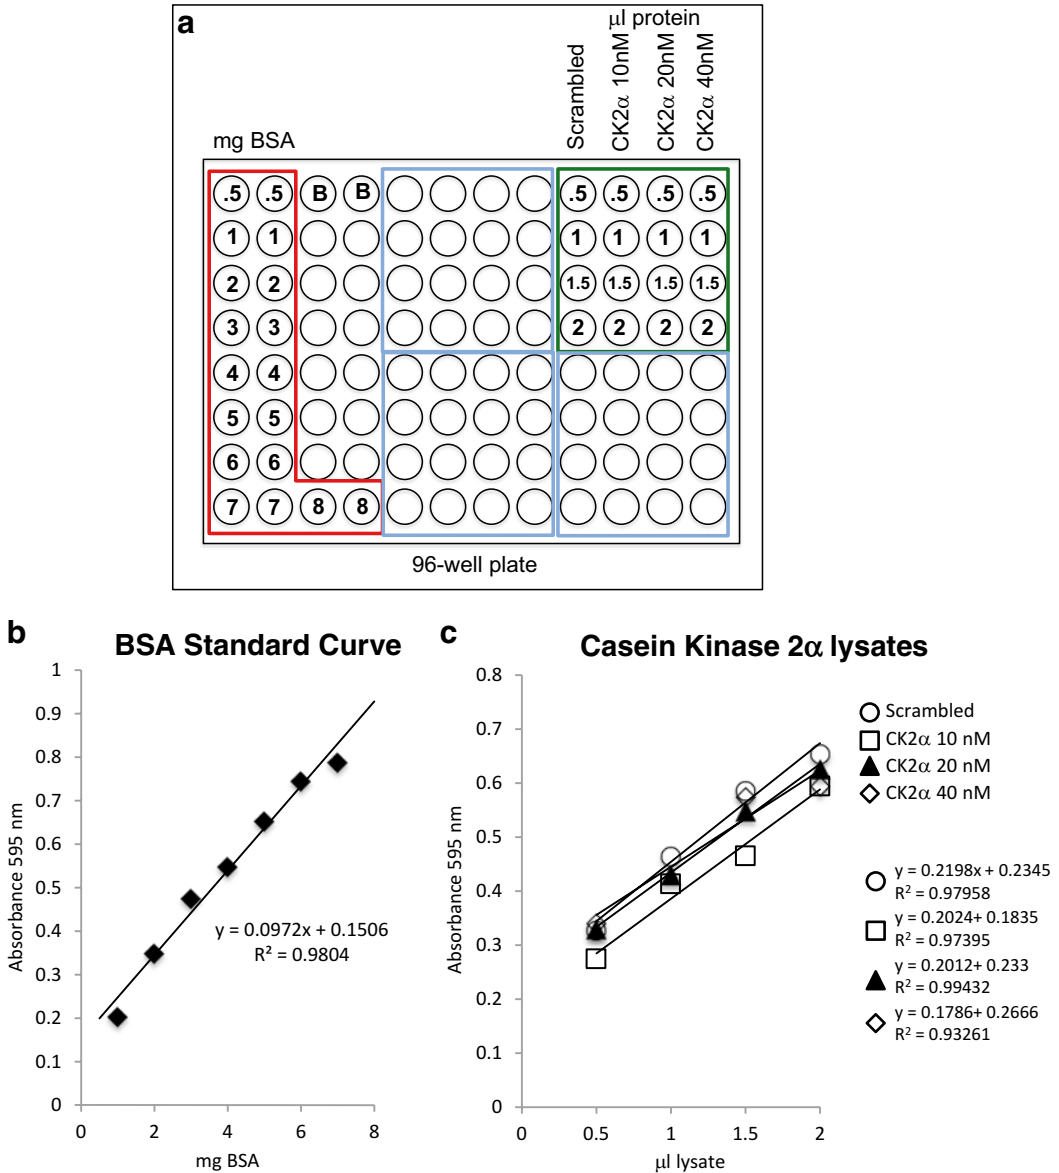 a
µl protein
Scrambled
CK2α 10nM
CK2α 20nM
CK2α 40nM
mg BSA
.5 .5 B B .5 .5 .5 .5
1 1 1 1 1 1
2 2 1.5 1.5 1.5 1.5
3 3 2 2 2 2
4 4
5 5
6 6
7 7 8 8
96-well plate
b
BSA Standard Curve
Absorbance 595 nm
1
0.9
0.8
0.7
0.6
0.5
0.4
0.3
0.2
0.1
0
y = 0.0972x + 0.1506
R² = 0.9804
0 2 4 6 8
mg BSA
c
Casein Kinase 2α lysates
Absorbance 595 nm
0.8
0.7
0.6
0.5
0.4
0.3
0.2
0.1
0
0 0.5 1 1.5 2
µl lysate
Scrambled
CK2α 10 nM
CK2α 20 nM
CK2α 40 nM
y = 0.2198x + 0.2345
R² = 0.97958
y = 0.2024+ 0.1835
R² = 0.97395
y = 0.2012+ 0.233
R² = 0.99432
y = 0.1786+ 0.2666
R² = 0.93261